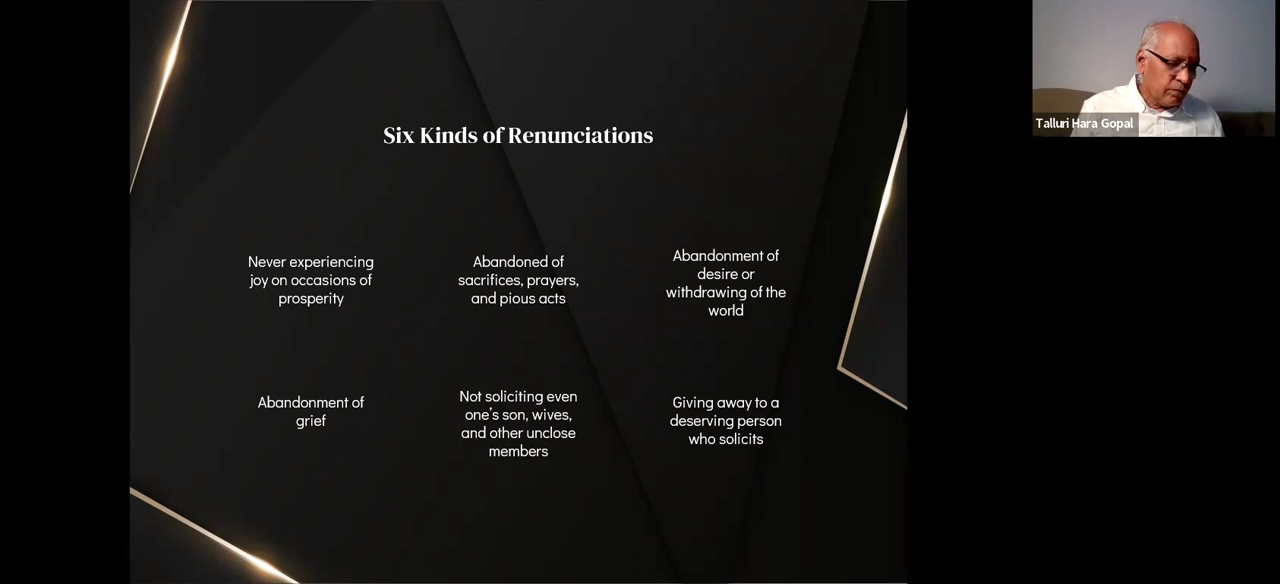 Six Kinds of Renunciations
Never experiencing
joy on occasions of
prosperity
Abandoned of
sacrifices, prayers,
and pious acts
Abandonment of
desire or
withdrawing of the
world
Abandonment of
grief
Not soliciting even
one’s son, wives,
and other unclose
members
Giving away to a
deserving person
who solicits
Talluri Hara Gopal